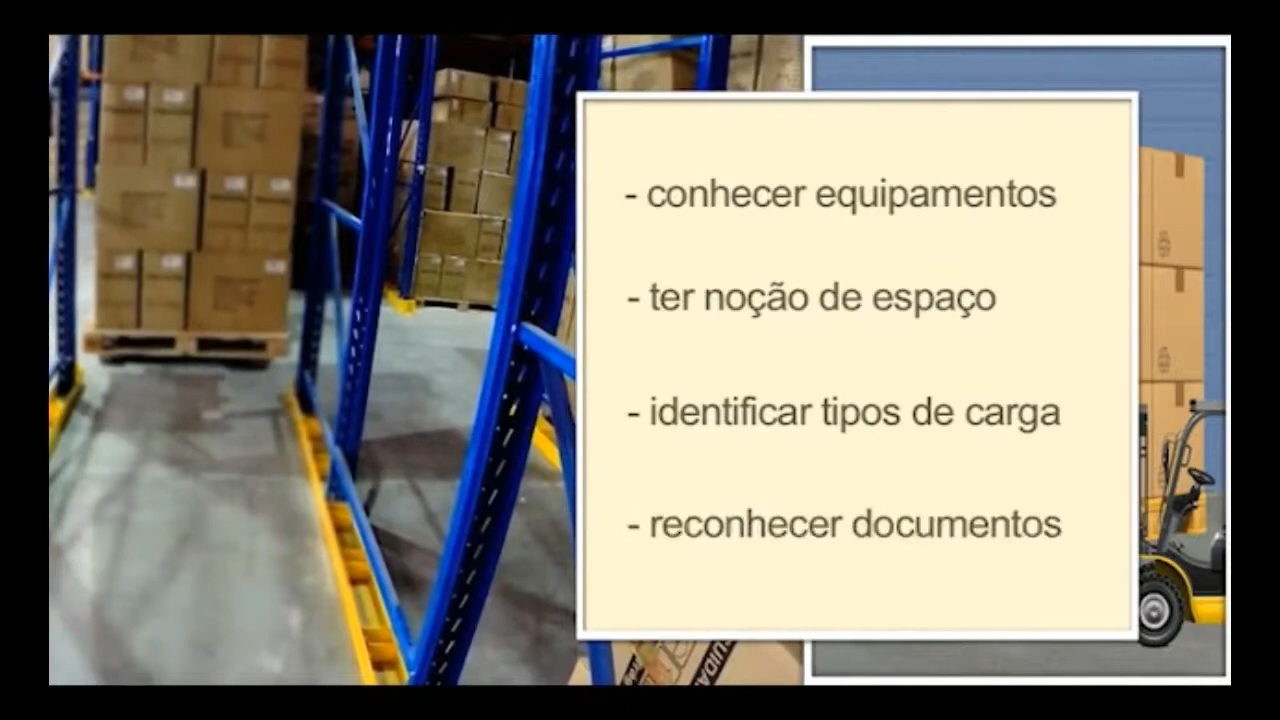 - conhecer equipamentos
- ter noção de espaço
- identificar tipos de carga
- reconhecer documentos